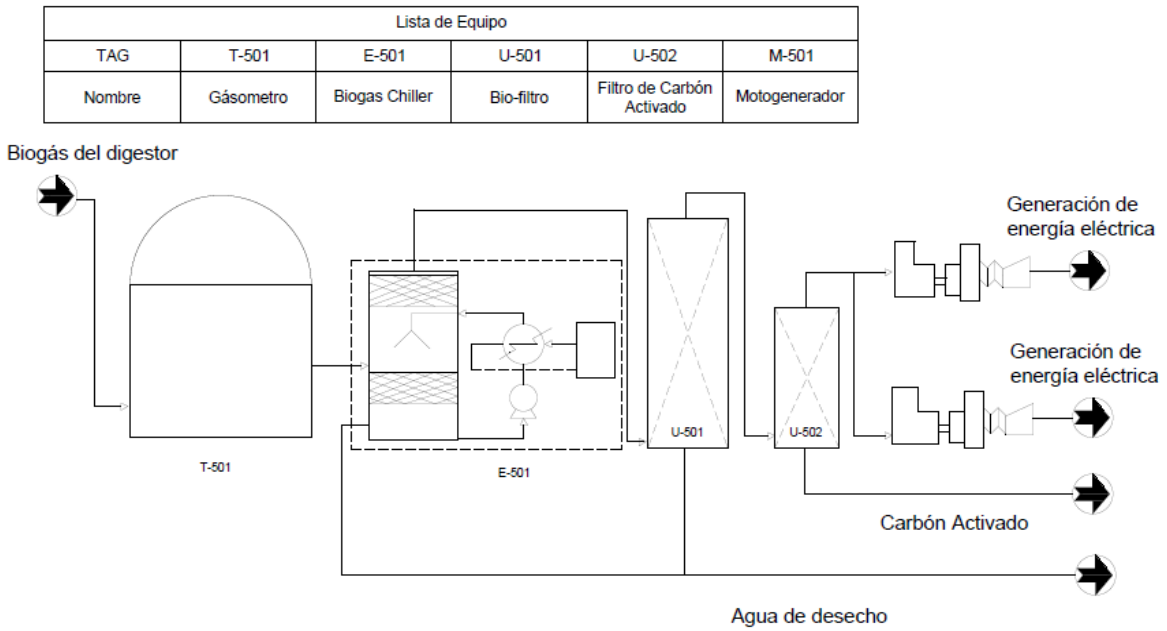 Lista de Equipo
TAG T-501 E-501 U-501 U-502 M-501
Nombre Gásometro Biogas Chiller Bio-filtro Filtro de Carbón Activado Motogenerador
Biogás del digestor
Generación de
energía eléctrica
Generación de
energía eléctrica
U-501
U-502
T-501
E-501
Carbón Activado
Agua de desecho